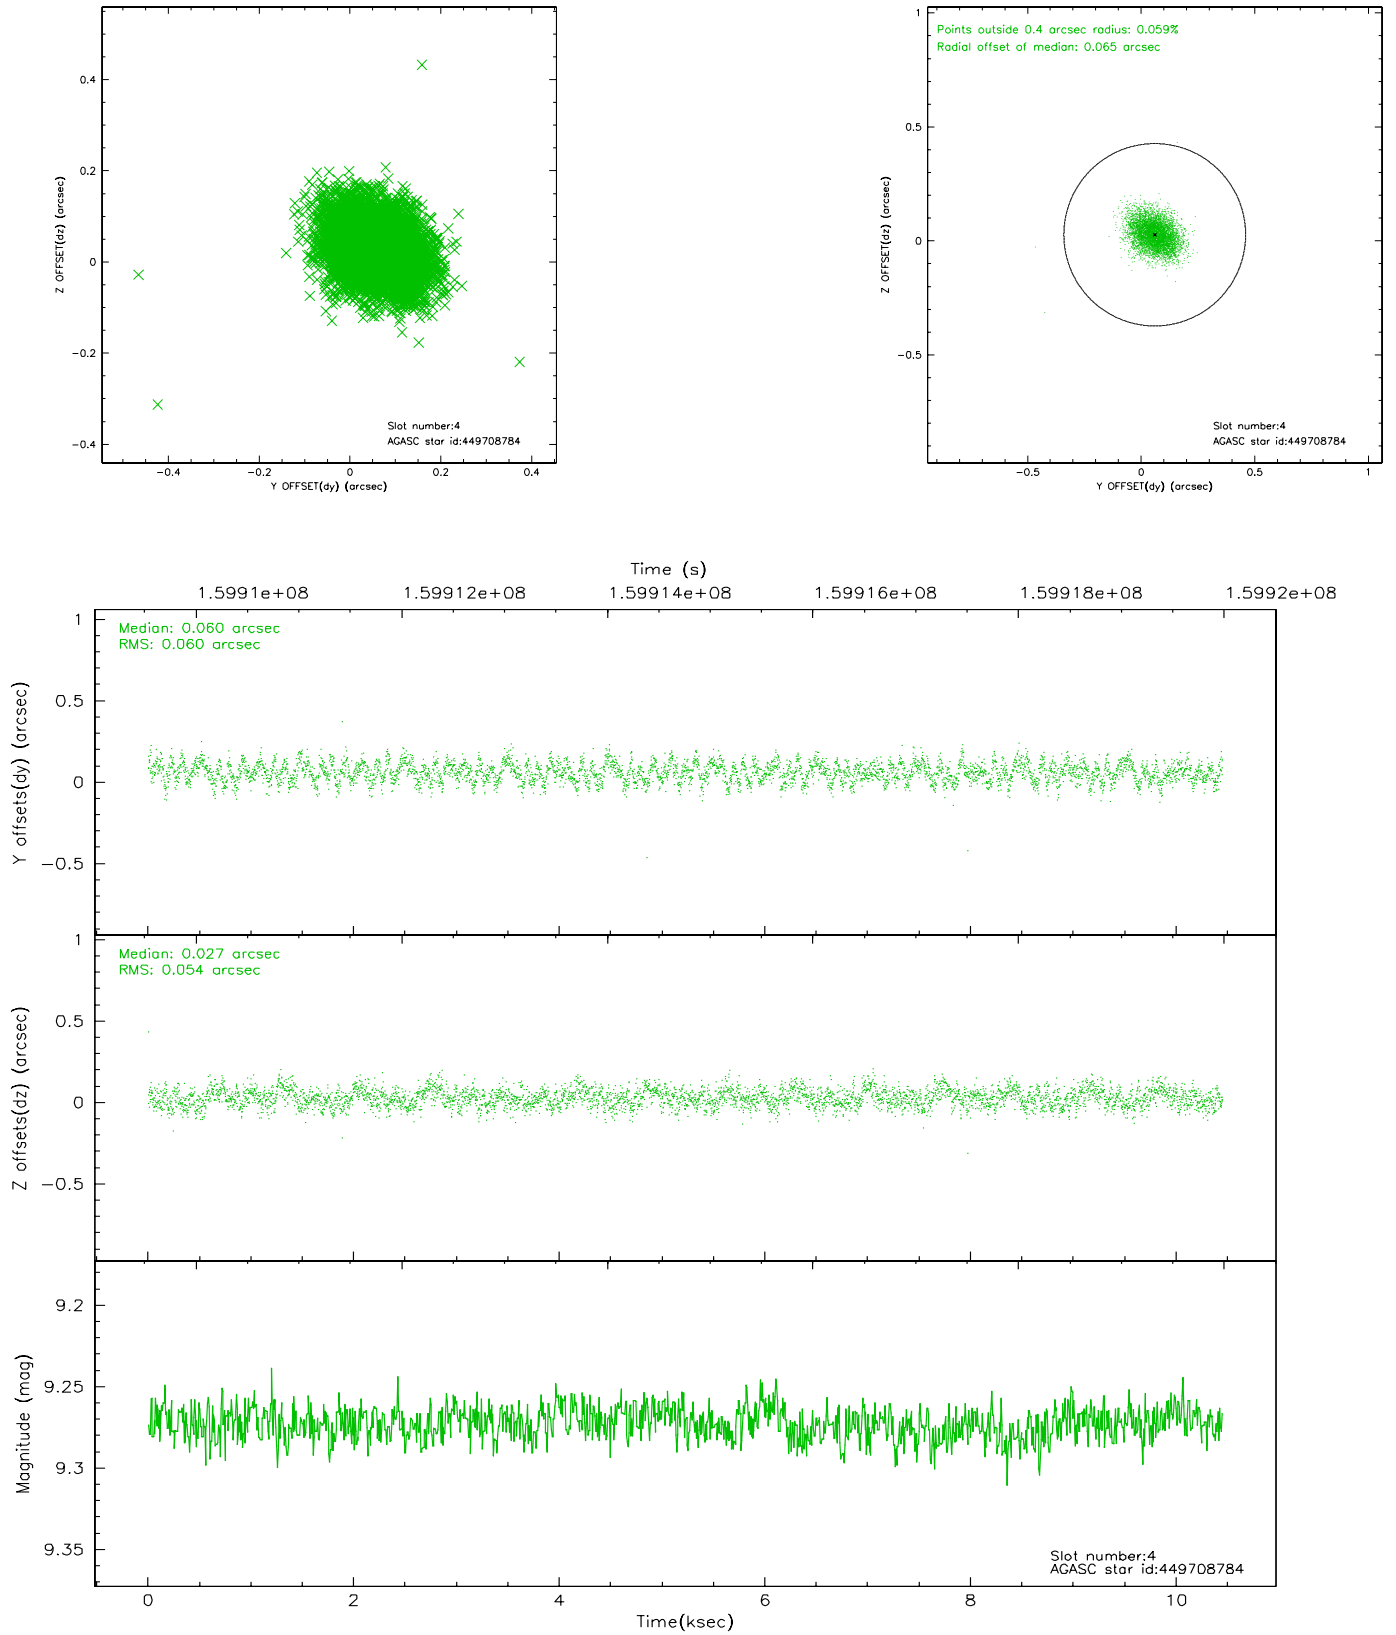 0.4
0.2
0
-0.2
-0.4
Z OFFSET(dz) (arcsec)
-0.4
-0.2
0
0.2
0.4
Y OFFSET(dy) (arcsec)
Slot number:4
AGASC star id:449708784
Points outside 0.4 arcsec radius: 0.059%
Radial offset of median: 0.065 arcsec
1
0.5
0
-0.5
Z OFFSET(dz) (arcsec)
-0.5
0
0.5
1
Y OFFSET(dy) (arcsec)
Slot number:4
AGASC star id:449708784
Time (s)
1.5991e+08
1.59912e+08
1.59914e+08
1.59916e+08
1.59918e+08
1.5992e+08
Median: 0.060 arcsec
RMS: 0.060 arcsec
1
0.5
0
-0.5
Y offsets(dy) (arcsec)
Median: 0.027 arcsec
RMS: 0.054 arcsec
1
0.5
0
-0.5
Z offsets(dz) (arcsec)
9.2
9.25
9.3
9.35
Magnitude (mag)
Slot number:4
AGASC star id:449708784
0
2
4
6
8
10
Time(ksec)